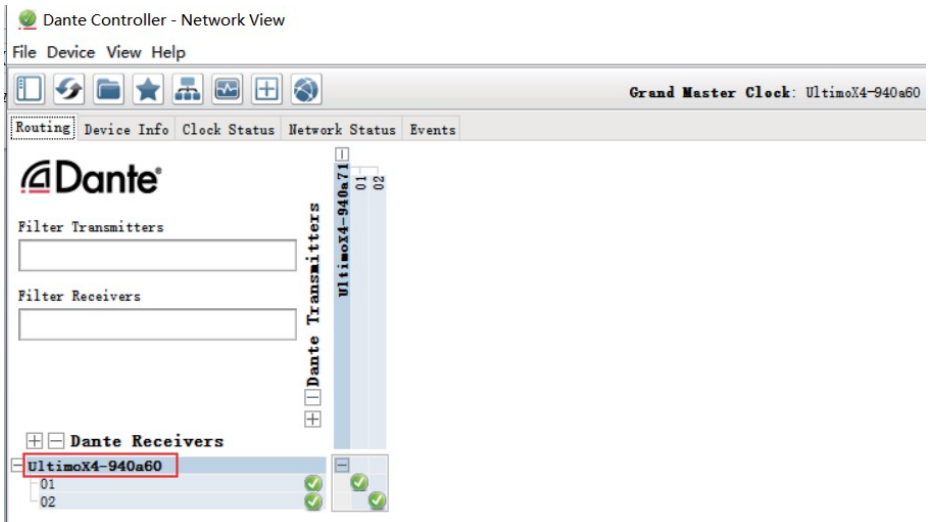 Dante Controller - Network View
File Device View Help
Grand Master Clock: UltimoX4-940a60
Routing Device Info Clock Status Network Status Events
Dante®
Filter Transmitters
Filter Receivers
Dante Transmitters
UltimoX4-940a71
01
02
Dante Receivers
UltimoX4-940a60
01
02